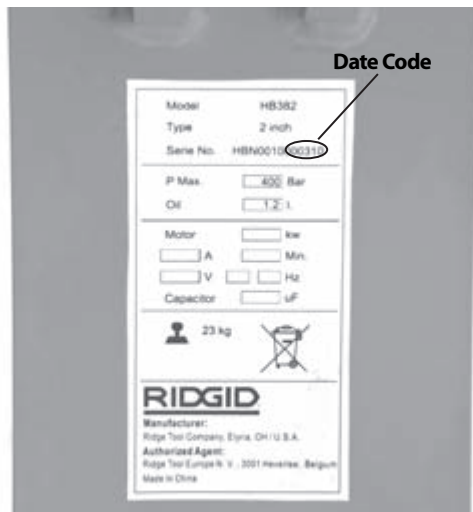 Date Code
Model HB382
Type 2 inch
Serie No. HBN0010 00310
P Max. 400 Bar
Oil 1.2 l.
Motor kw
A Min.
V Hz
Capacitor uF
23 kg
RIDGID
Manufacturer:
Ridge Tool Company, Elyria, OH / U.S.A.
Authorized Agent:
Ridge Tool Europe N. V., 3001 Heverlee, Belgium
Made in China